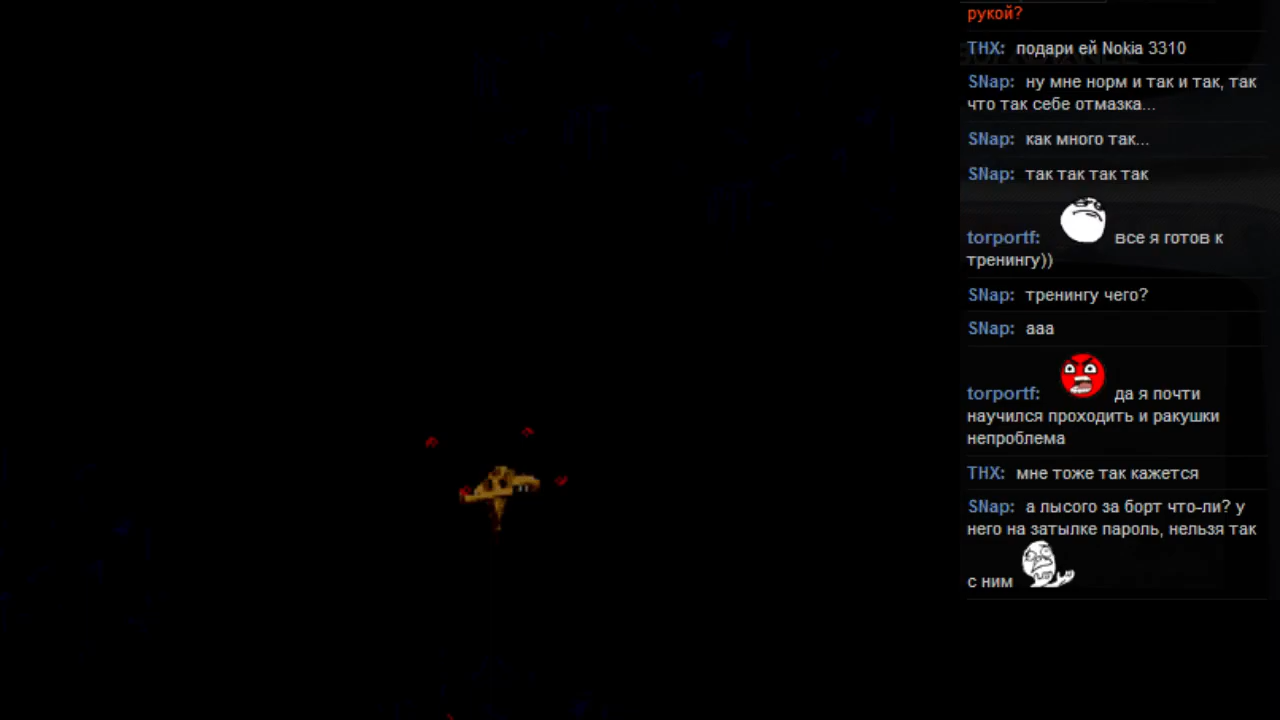 рукой?
THX: подари ей Nokia 3310
SNap: ну мне норм и так и так, так
что так себе отмазка...
SNap: как много так...
SNap: так так так так
torportf: все я готов к
тренингу))
SNap: тренингу чего?
SNap: ааа
torportf: да я почти
научился проходить и ракушки
непроблема
THX: мне тоже так кажется
SNap: а лысого за борт что-ли? у
него на затылке пароль, нельзя так
с ним